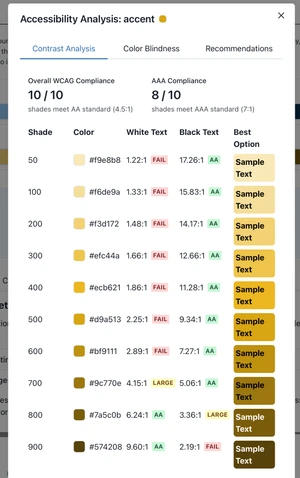 Accessibility Analysis: accent
Contrast Analysis Color Blindness Recommendations
Overall WCAG Compliance AAA Compliance
10 / 10 8 / 10
shades meet AA standard (4.5:1) shades meet AAA standard (7:1)
Shade Color White Text Black Text Best Option
50 #f9e8b8 1.22:1 FAIL 17.26:1 AA Sample Text
100 #f6de9a 1.33:1 FAIL 15.83:1 AA Sample Text
200 #f3d172 1.48:1 FAIL 14.17:1 AA Sample Text
300 #efc44a 1.66:1 FAIL 12.66:1 AA Sample Text
400 #ecb621 1.86:1 FAIL 11.28:1 AA Sample Text
500 #d9a513 2.25:1 FAIL 9.34:1 AA Sample Text
600 #bf9111 2.89:1 FAIL 7.27:1 AA Sample Text
700 #9c770e 4.15:1 LARGE 5.06:1 AA Sample Text
800 #7a5c0b 6.24:1 AA 3.36:1 LARGE Sample Text
900 #574208 9.60:1 AA 2.19:1 FAIL Sample Text